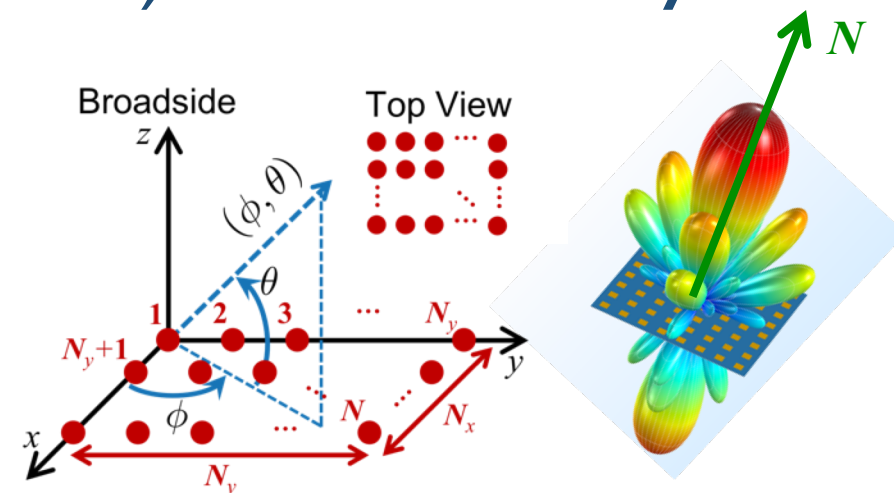 Broadside
z
Top View
N
(ϕ, θ)
θ
1
2
3
...
N_y
N_y+1
y
ϕ
N
N_x
x
...
N_y